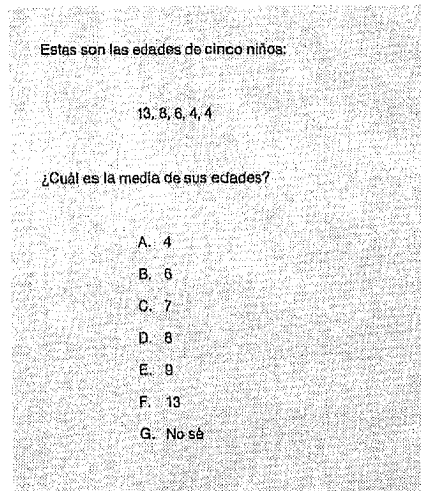 Estas son las edades de cinco niños:
13, 8, 6, 4, 4
¿Cuál es la media de sus edades?
A. 4
B. 6
C. 7
D. 8
E. 9
F. 13
G. No sé